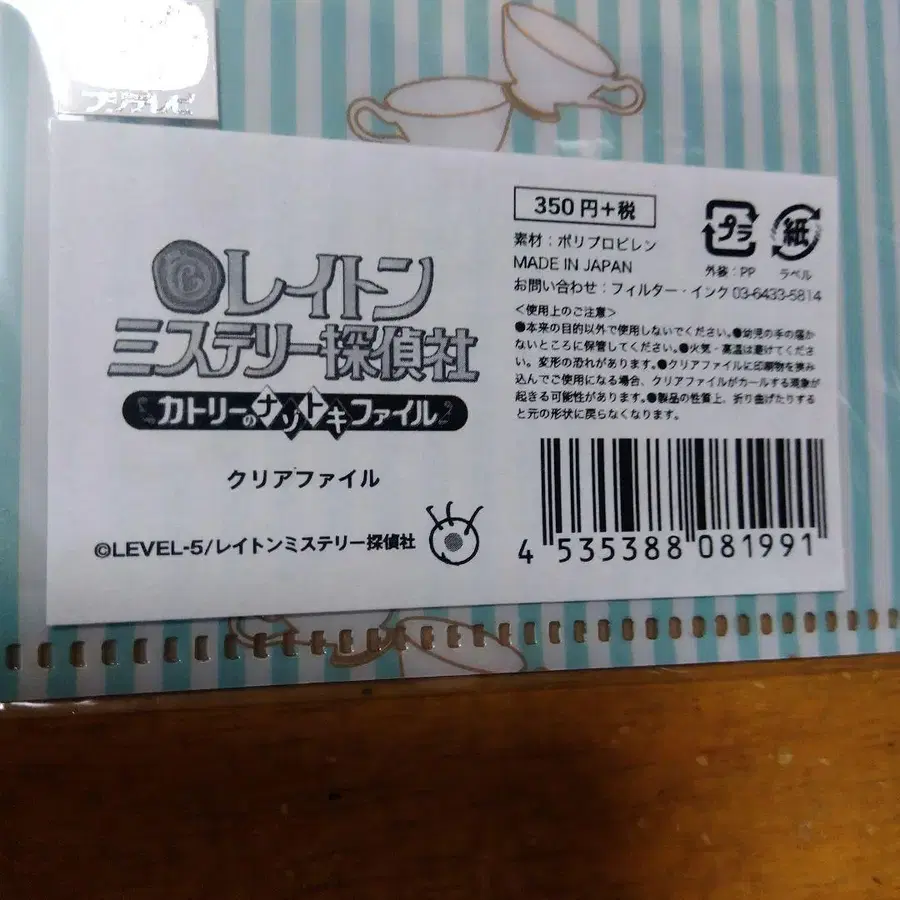 レイトン
ミステリー探偵社
カトリーのナゾトキファイル
クリアファイル
©LEVEL-5/レイトンミステリー探偵社
350円+税
プラ
紙
外装:PP
ラベル
素材:ポリプロピレン
MADE IN JAPAN
お問い合わせ:フィルター・インク 03-6433-5814
<使用上のご注意>
●本来の目的以外で使用しないでください。●幼児の手の届か
ないところに保管してください。●火気・高温は避けてくださ
い。変形の恐れがあります。●クリアファイルに印刷物を挟み
込んでご使用になる場合、クリアファイルがカールする現象が
起きる可能性があります。●製品の性質上、折り曲げたりする
と元の形状に戻らなくなります。
4 535388 081991